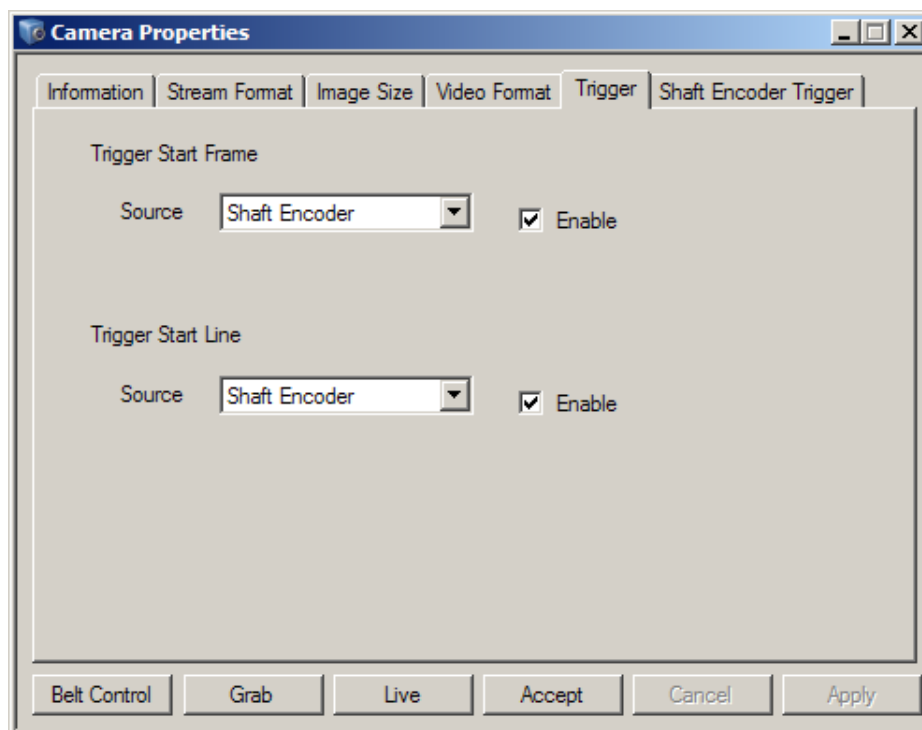 Camera Properties
Information Stream Format Image Size Video Format Trigger Shaft Encoder Trigger
Trigger Start Frame
Source Shaft Encoder Enable
Trigger Start Line
Source Shaft Encoder Enable
Belt Control Grab Live Accept Cancel Apply